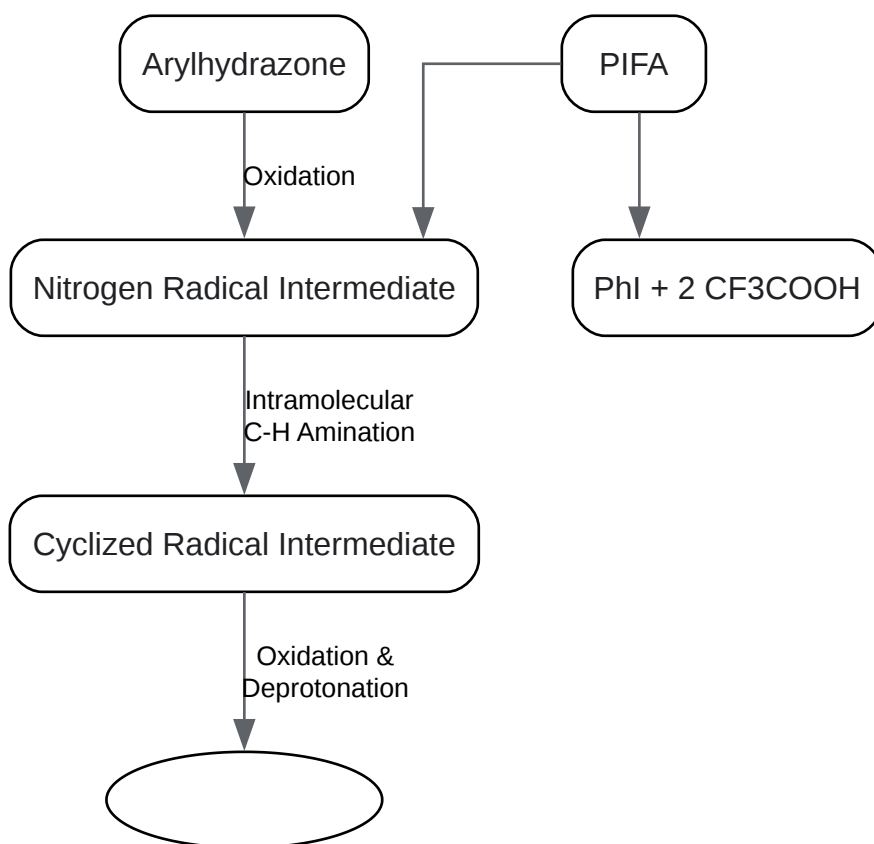 Arylhydrazone
PIFA
Oxidation
Nitrogen Radical Intermediate
PhI + 2 CF3COOH
Intramolecular
C-H Amination
Cyclized Radical Intermediate
Oxidation &
Deprotonation